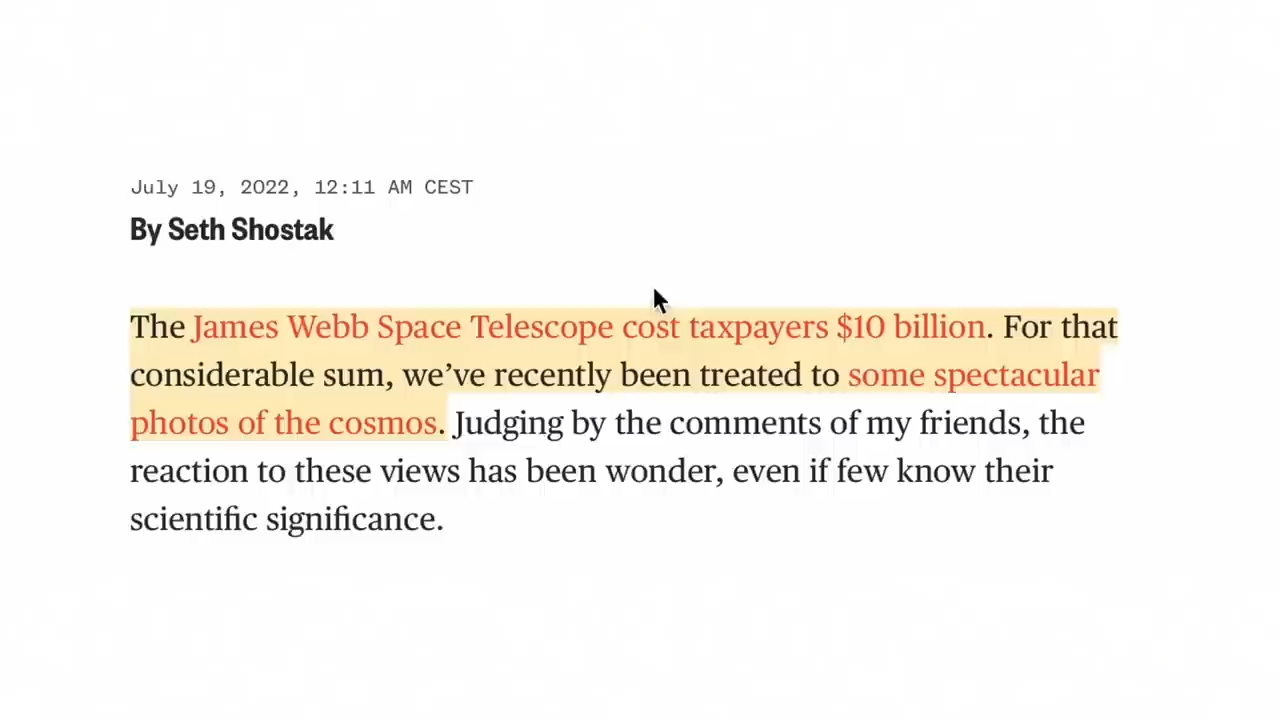 July 19, 2022, 12:11 AM CEST
By Seth Shostak
The James Webb Space Telescope cost taxpayers $10 billion. For that
considerable sum, we’ve recently been treated to some spectacular
photos of the cosmos. Judging by the comments of my friends, the
reaction to these views has been wonder, even if few know their
scientific significance.